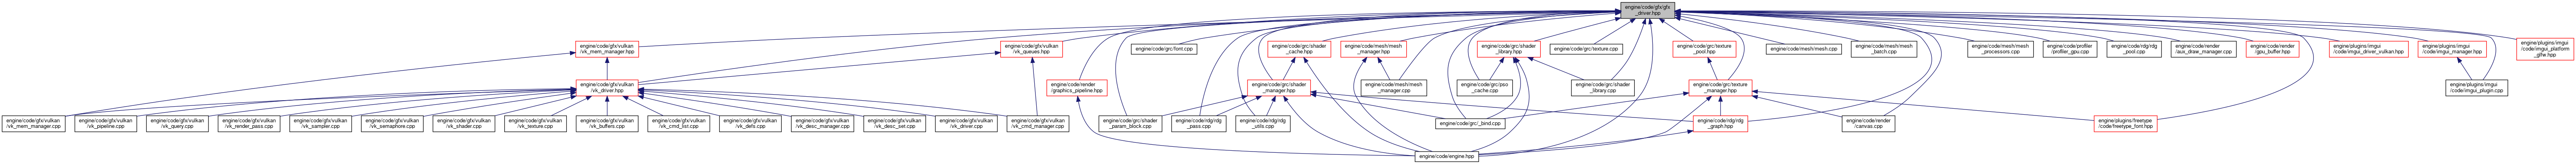 engine/code/gfx/gfx
_driver.hpp
engine/code/gfx/vulkan
/vk_mem_manager.hpp
engine/code/gfx/vulkan
/vk_queues.hpp
engine/code/grc/font.cpp
engine/code/grc/shader
_cache.hpp
engine/code/mesh/mesh
_manager.hpp
engine/code/grc/shader
_library.hpp
engine/code/grc/texture.cpp
engine/code/grc/texture
_pool.hpp
engine/code/mesh/mesh.cpp
engine/code/mesh/mesh
_batch.cpp
engine/code/mesh/mesh
_processors.cpp
engine/code/profiler
/profiler_gpu.cpp
engine/code/rdg/rdg
_pool.cpp
engine/code/render
/aux_draw_manager.cpp
engine/code/render
/gpu_buffer.hpp
engine/plugins/imgui
/code/imgui_driver_vulkan.hpp
engine/plugins/imgui
/code/imgui_manager.hpp
engine/plugins/imgui
/code/imgui_platform
_glfw.hpp
engine/code/gfx/vulkan
/vk_driver.hpp
engine/code/render
/graphics_pipeline.hpp
engine/code/grc/shader
_manager.hpp
engine/code/mesh/mesh
_manager.cpp
engine/code/grc/pso
_cache.cpp
engine/code/grc/shader
_library.cpp
engine/code/grc/texture
_manager.hpp
engine/plugins/imgui
/code/imgui_plugin.cpp
engine/code/gfx/vulkan
/vk_mem_manager.cpp
engine/code/gfx/vulkan
/vk_pipeline.cpp
engine/code/gfx/vulkan
/vk_query.cpp
engine/code/gfx/vulkan
/vk_render_pass.cpp
engine/code/gfx/vulkan
/vk_sampler.cpp
engine/code/gfx/vulkan
/vk_semaphore.cpp
engine/code/gfx/vulkan
/vk_shader.cpp
engine/code/gfx/vulkan
/vk_texture.cpp
engine/code/gfx/vulkan
/vk_buffers.cpp
engine/code/gfx/vulkan
/vk_cmd_list.cpp
engine/code/gfx/vulkan
/vk_defs.cpp
engine/code/gfx/vulkan
/vk_desc_manager.cpp
engine/code/gfx/vulkan
/vk_desc_set.cpp
engine/code/gfx/vulkan
/vk_driver.cpp
engine/code/gfx/vulkan
/vk_cmd_manager.cpp
engine/code/grc/shader
_param_block.cpp
engine/code/rdg/rdg
_pass.cpp
engine/code/rdg/rdg
_utils.cpp
engine/code/grc/_bind.cpp
engine/code/rdg/rdg
_graph.hpp
engine/code/render
/canvas.cpp
engine/plugins/freetype
/code/freetype_font.hpp
engine/code/engine.hpp